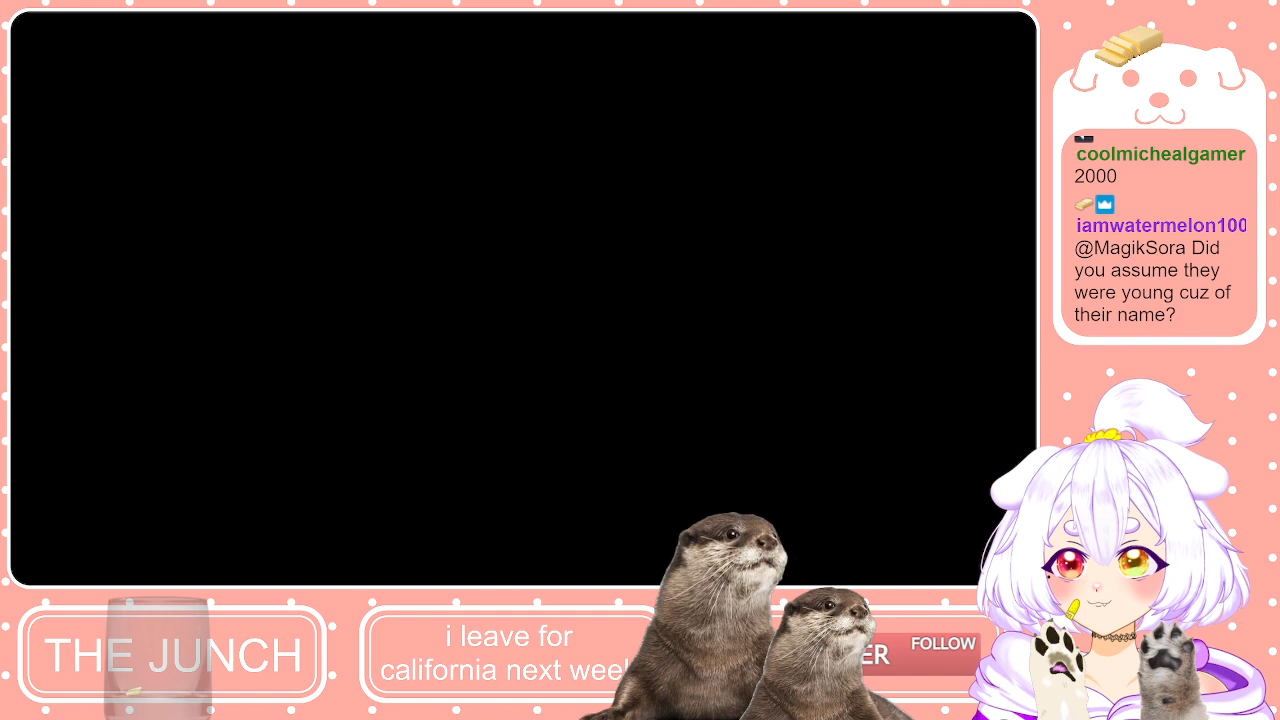 coolmichealgamer
2000
iamwatermelon100
@MagikSora Did
you assume they
were young cuz of
their name?
THE JUNCH
i leave for
california next wee
ER
FOLLOW